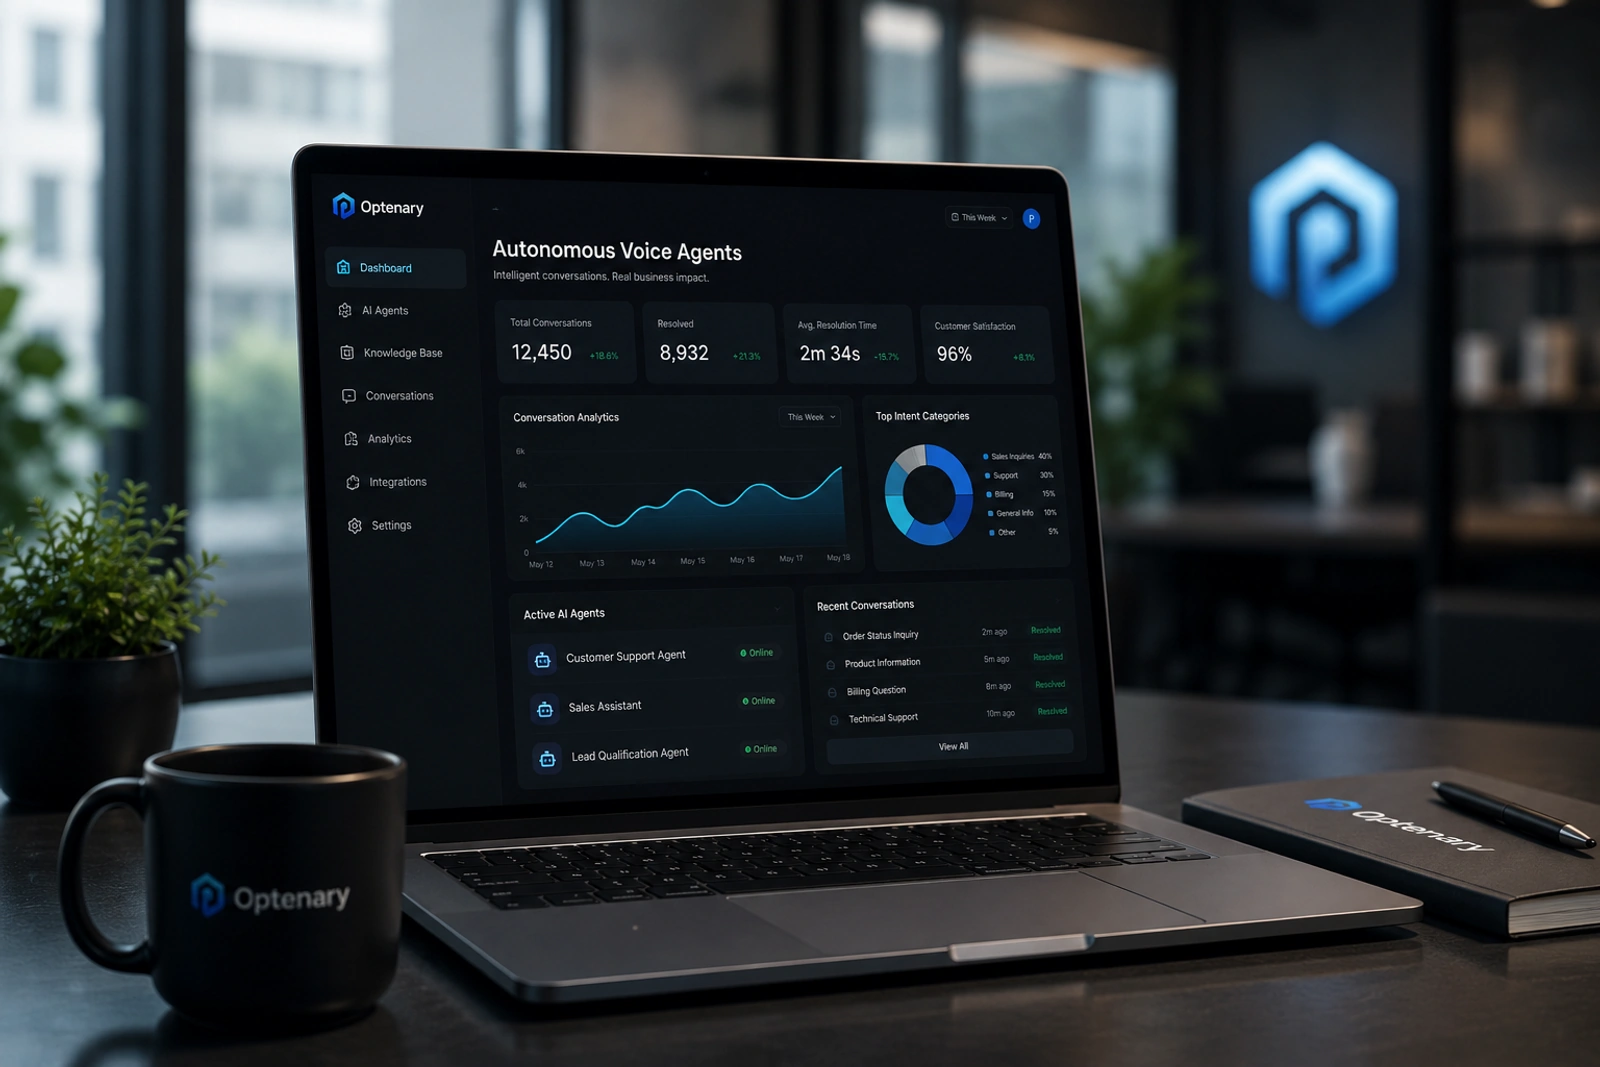 Optenary
This Week
P
Dashboard
AI Agents
Knowledge Base
Conversations
Analytics
Integrations
Settings
Autonomous Voice Agents
Intelligent conversations. Real business impact.
Total Conversations
12,450 +18.6%
Resolved
8,932 +21.3%
Avg. Resolution Time
2m 34s -15.7%
Customer Satisfaction
96% +8.1%
Conversation Analytics
This Week
6k
4k
2k
0
May 12 May 13 May 14 May 15 May 16 May 17 May 18
Top Intent Categories
Sales Inquiries 40%
Support 30%
Billing 15%
General Info 10%
Other 5%
Active AI Agents
Customer Support Agent Online
Sales Assistant Online
Lead Qualification Agent Online
Recent Conversations
Order Status Inquiry 2m ago Resolved
Product Information 5m ago Resolved
Billing Question 8m ago Resolved
Technical Support 10m ago Resolved
View All
Optenary
Optenary